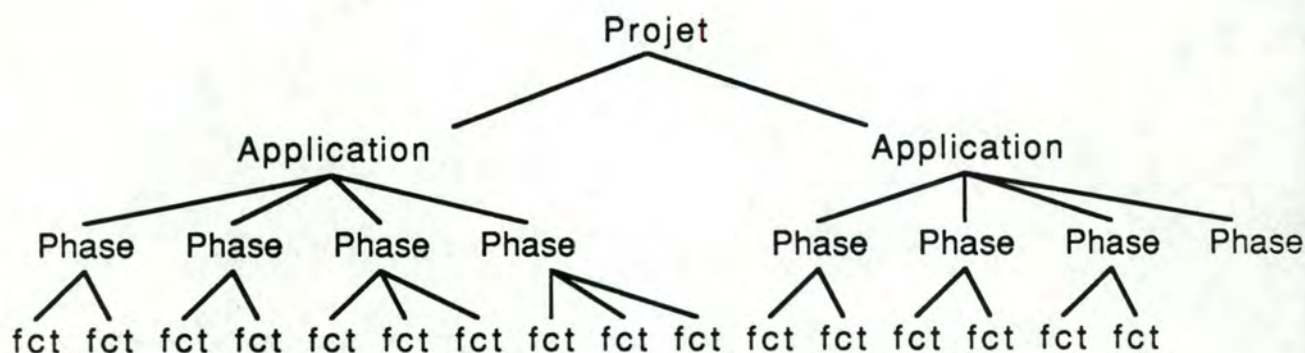 Projet
Application Application
Phase Phase Phase Phase Phase Phase Phase Phase
fct fct fct fct fct fct fct fct fct fct fct fct fct fct fct fct